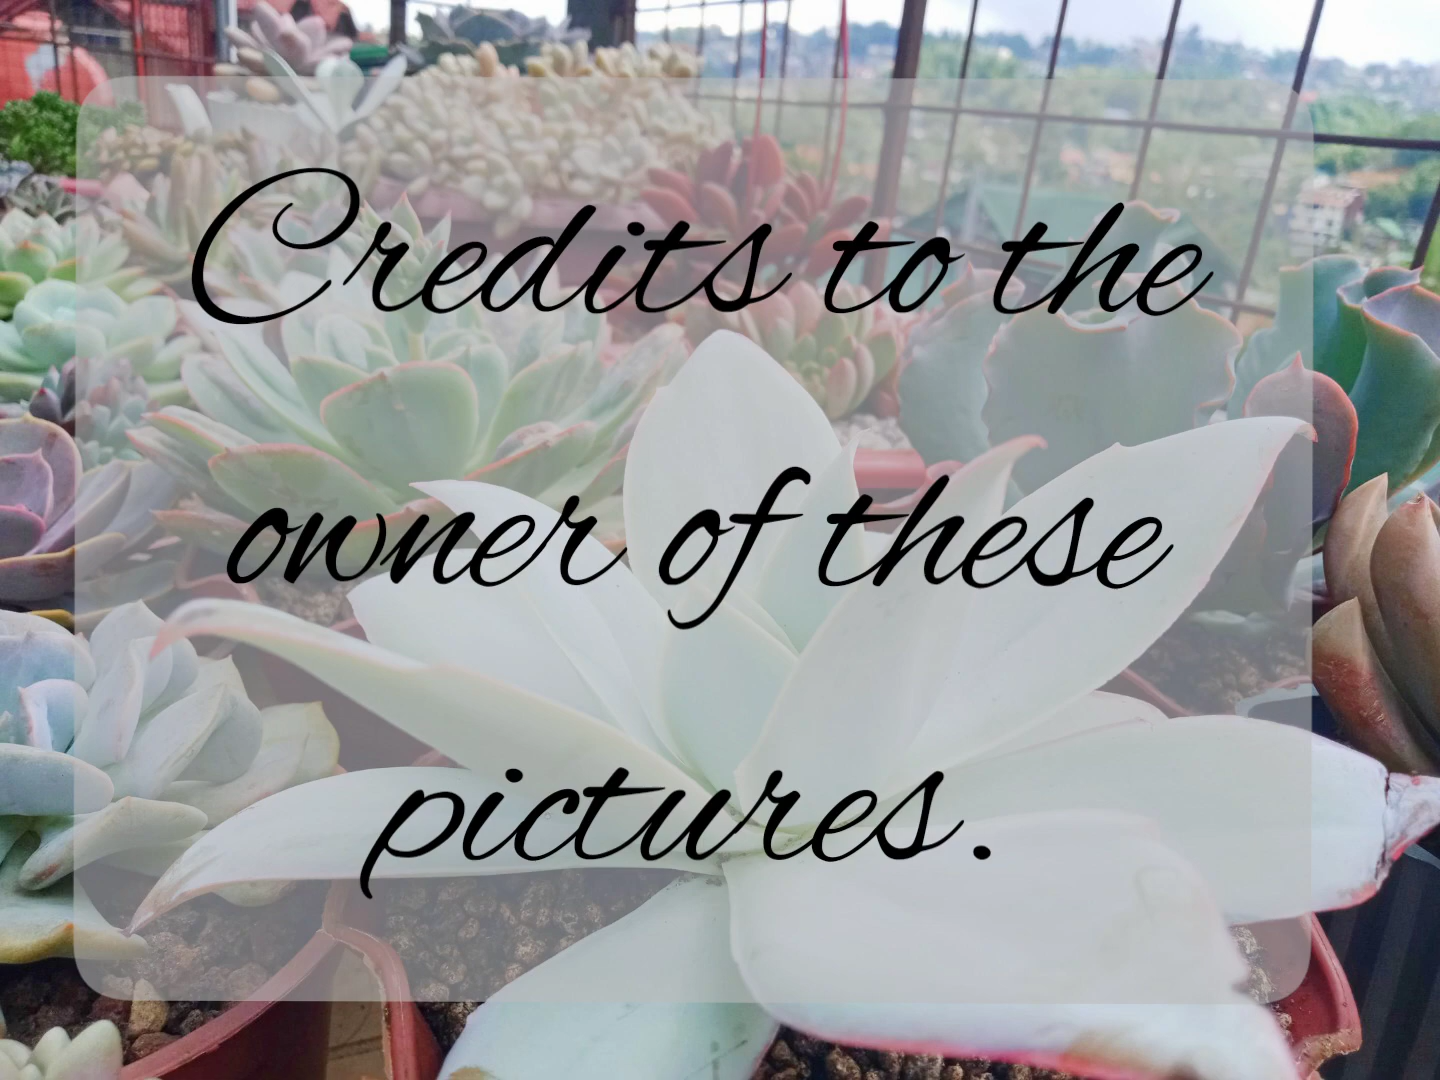 Credits to the
owner of these
pictures.